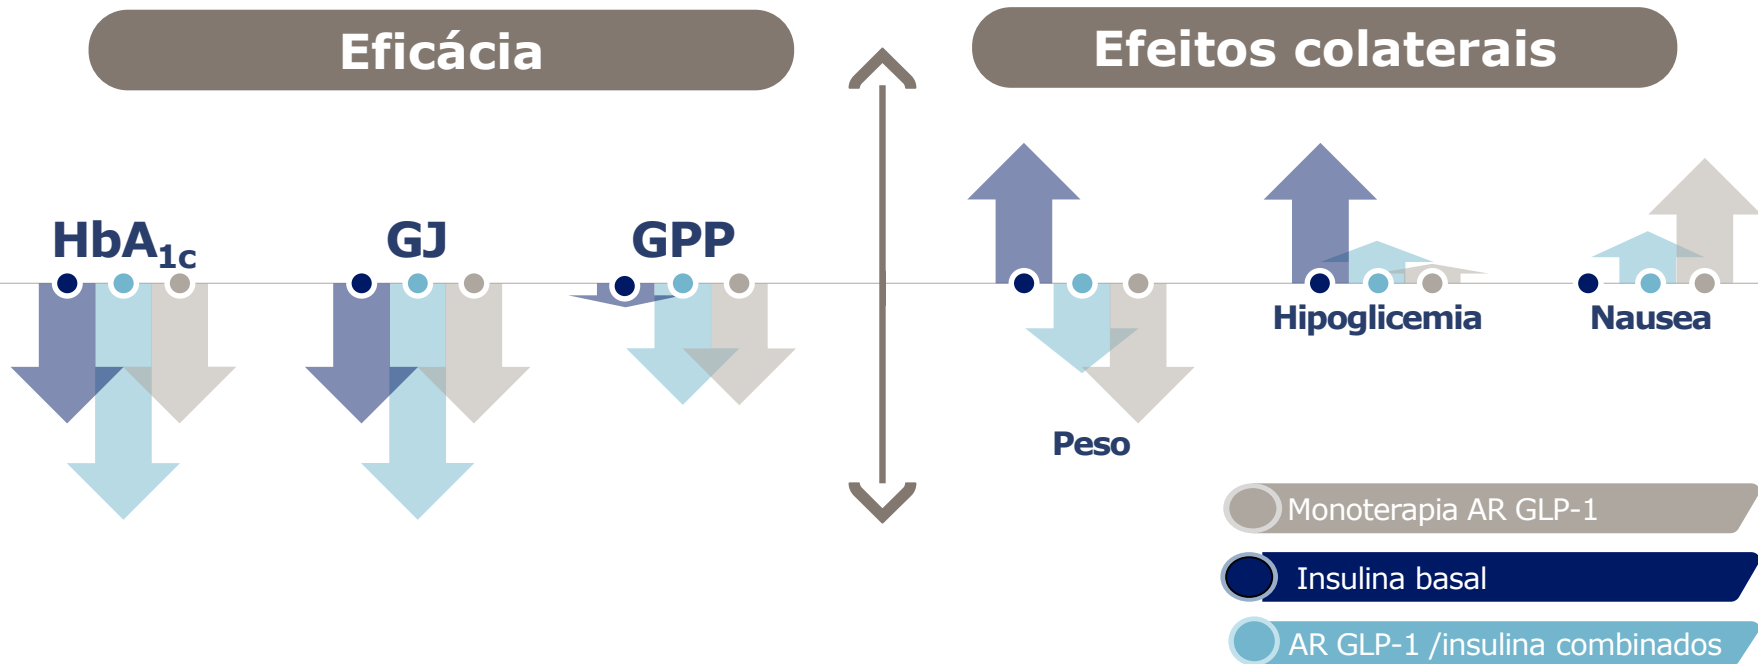 Eficácia
Efeitos colaterais
HbA1c
GJ
GPP
Hipoglicemia
Nausea
Peso
Monoterapia AR GLP-1
Insulina basal
AR GLP-1 /insulina combinados